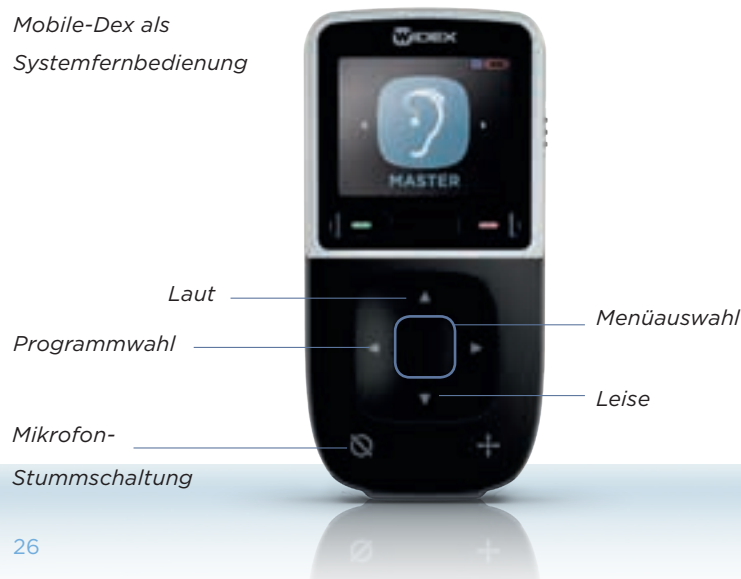 Mobile-Dex als
Systemfernbedienung
WIDEX
MASTER
Laut
Menüauswahl
Programmwahl
Leise
Mikrofon-
Stummschaltung
26